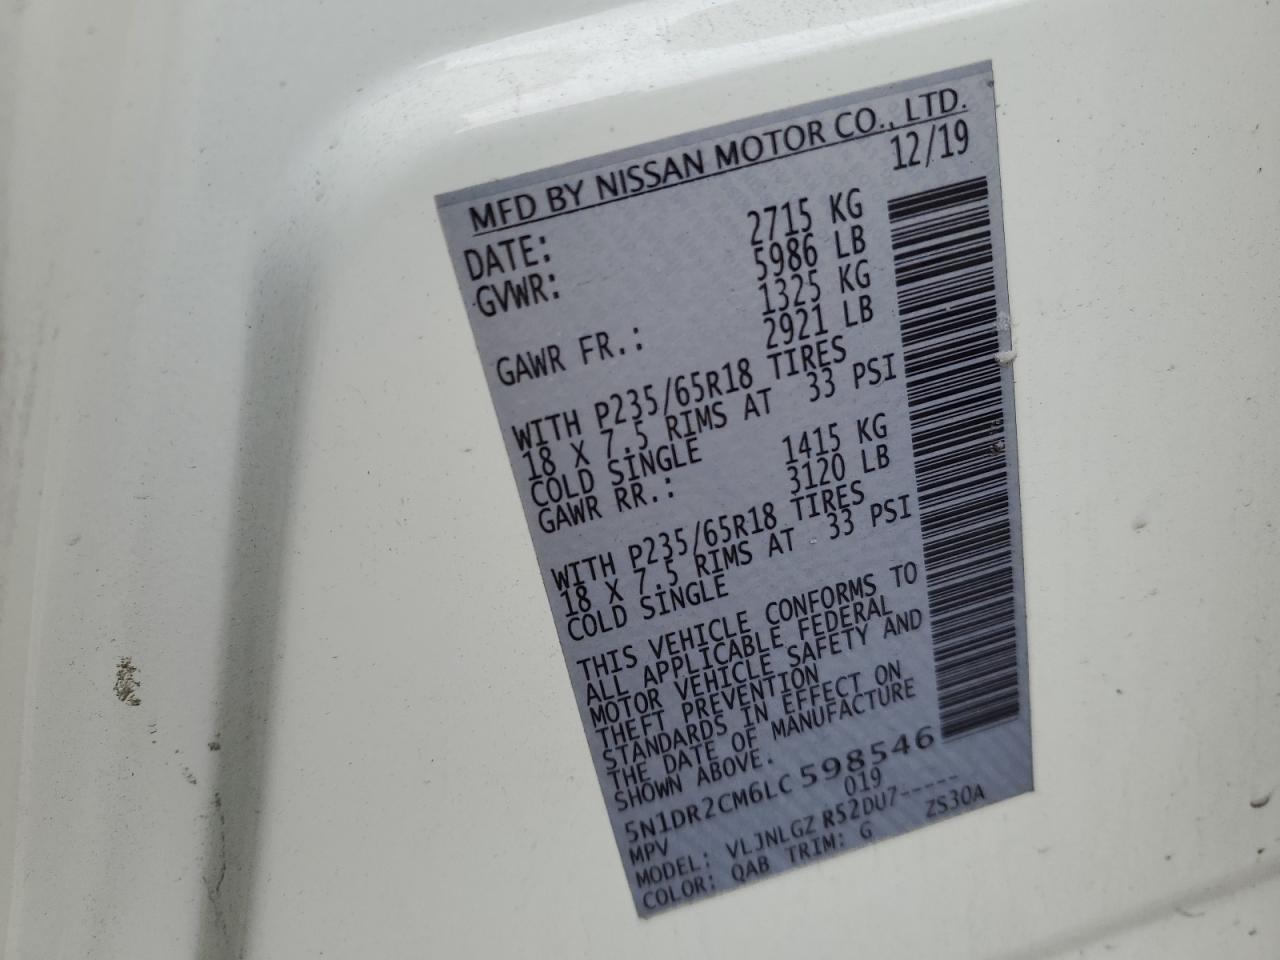 MFD BY NISSAN MOTOR CO., LTD.
DATE: 12/19
GVWR: 2715 KG
5986 LB
GAWR FR.: 1325 KG
2921 LB
WITH P235/65R18 TIRES
18 X 7.5 RIMS AT 33 PSI
COLD SINGLE
GAWR RR.: 1415 KG
3120 LB
WITH P235/65R18 TIRES
18 X 7.5 RIMS AT 33 PSI
COLD SINGLE
THIS VEHICLE CONFORMS TO
ALL APPLICABLE FEDERAL
MOTOR VEHICLE SAFETY AND
THEFT PREVENTION
STANDARDS IN EFFECT ON
THE DATE OF MANUFACTURE
SHOWN ABOVE.
5N1DR2CM6LC598546
MPV 019
MODEL: VLJNLGZ R52DU7-----
COLOR: QAB TRIM: G ZS30A